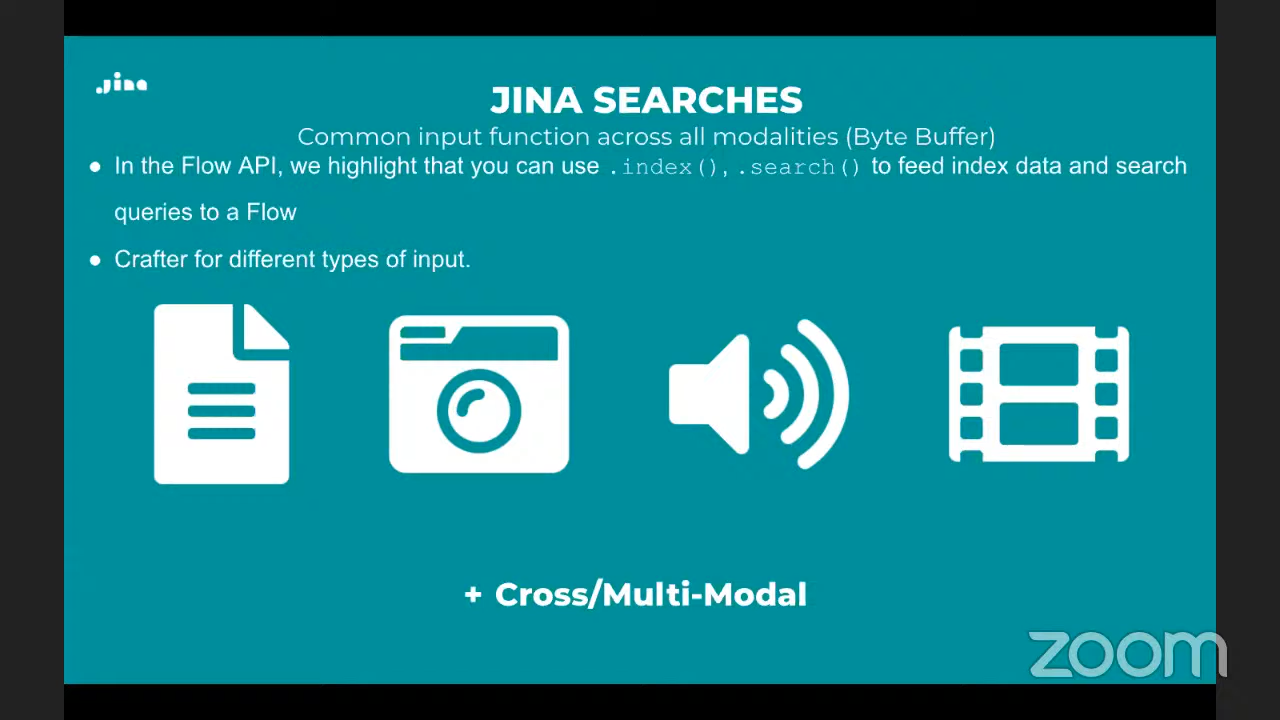 .jina
JINA SEARCHES
Common input function across all modalities (Byte Buffer)
● In the Flow API, we highlight that you can use .index(), .search() to feed index data and search
queries to a Flow
● Crafter for different types of input.
+ Cross/Multi-Modal
zoom